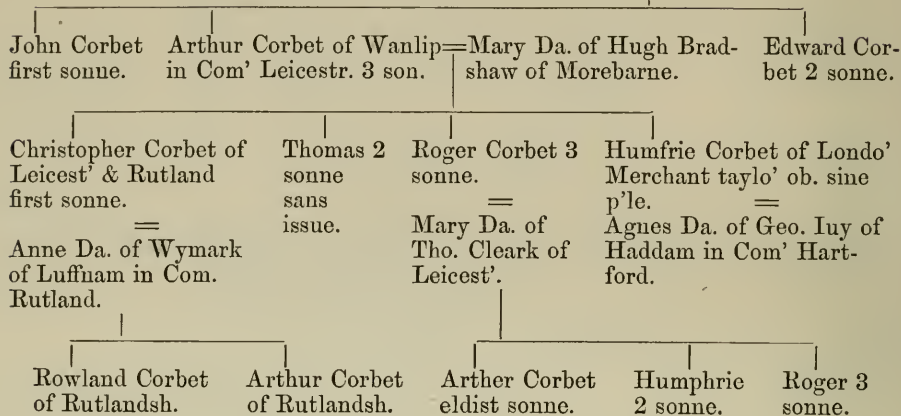 John Corbet
first sonne.
Arthur Corbet of Wanlip=Mary Da. of Hugh Brad-
in Com' Leicestr. 3 son. shaw of Morebarne.
Edward Cor-
bet 2 sonne.
Christopher Corbet of
Leicest' & Rutland
first sonne.
=
Anne Da. of Wymark
of Luffnam in Com.
Rutland.
Thomas 2
sonne
sans
issue.
Roger Corbet 3
sonne.
=
Mary Da. of
Tho. Cleark of
Leicest'.
Humfrie Corbet of Londo'
Merchant taylo' ob. sine
p'le. =
Agnes Da. of Geo. Iuy of
Haddam in Com' Hart-
ford.
Rowland Corbet
of Rutlandsh.
Arthur Corbet
of Rutlandsh.
Arther Corbet
eldist sonne.
Humphrie
2 sonne.
Roger 3
sonne.